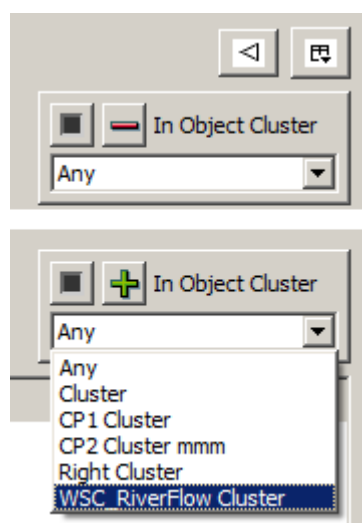 In Object Cluster
Any
In Object Cluster
Any
Any
Cluster
CP1 Cluster
CP2 Cluster mmm
Right Cluster
WSC_RiverFlow Cluster